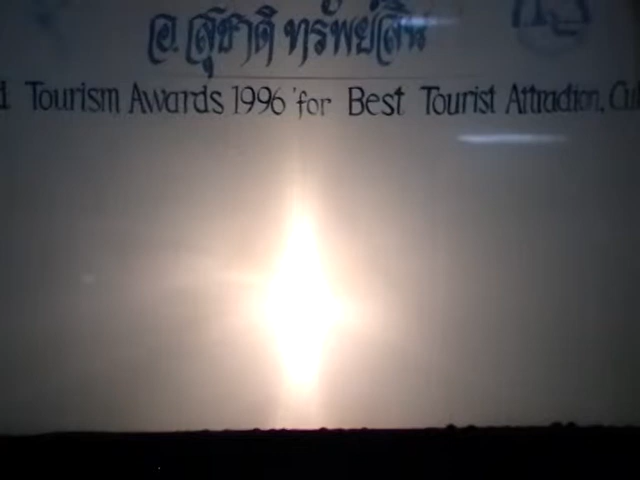 อ. สุชาติ ทรัพย์สิน
Tourism Awards 1996 for Best Tourist Attraction,